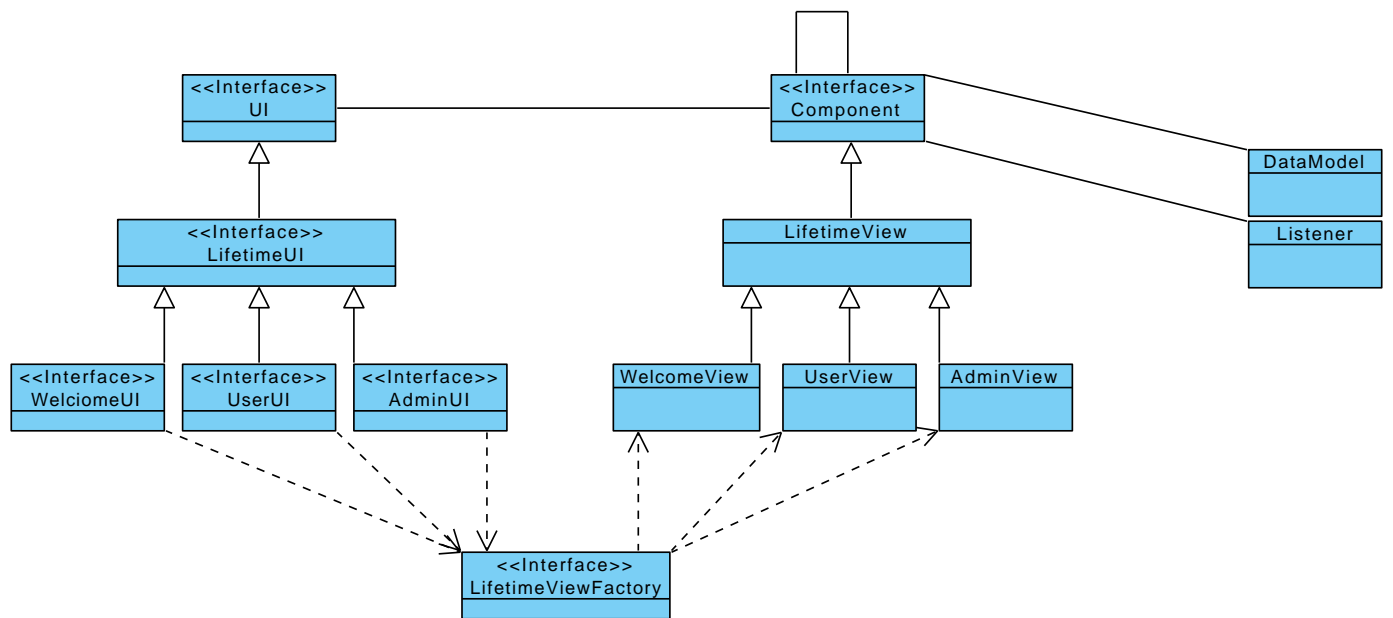 <<Interface>>
UI
<<Interface>>
Component
DataModel
<<Interface>>
LifetimeUI
LifetimeView
Listener
<<Interface>>
WelciomeUI
<<Interface>>
UserUI
<<Interface>>
AdminUI
WelcomeView
UserView
AdminView
<<Interface>>
LifetimeViewFactory